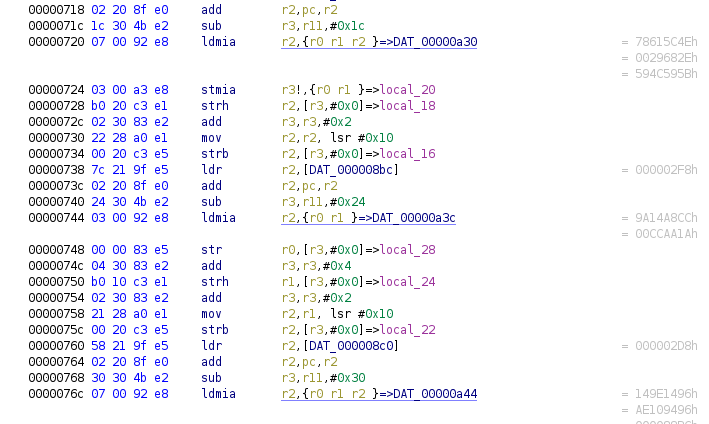 00000718 02 20 8f e0 add r2,pc,r2
0000071c 1c 30 4b e2 sub r3,r11,#0x1c
00000720 07 00 92 e8 ldmia r2,{r0 r1 r2 }=>DAT_00000a30 = 78615C4Eh
= 0029682Eh
= 594C595Bh
00000724 03 00 a3 e8 stmia r3!,{r0 r1 }=>local_20
00000728 b0 20 c3 e1 strh r2,[r3,#0x0]=>local_18
0000072c 02 30 83 e2 add r3,r3,#0x2
00000730 22 28 a0 e1 mov r2,r2, lsr #0x10
00000734 00 20 c3 e5 strb r2,[r3,#0x0]=>local_16
00000738 7c 21 9f e5 ldr r2,[DAT_000008bc] = 000002F8h
0000073c 02 20 8f e0 add r2,pc,r2
00000740 24 30 4b e2 sub r3,r11,#0x24
00000744 03 00 92 e8 ldmia r2,{r0 r1 }=>DAT_00000a3c = 9A14A8CCh
= 00CCAA1Ah
00000748 00 00 83 e5 str r0,[r3,#0x0]=>local_28
0000074c 04 30 83 e2 add r3,r3,#0x4
00000750 b0 10 c3 e1 strh r1,[r3,#0x0]=>local_24
00000754 02 30 83 e2 add r3,r3,#0x2
00000758 21 28 a0 e1 mov r2,r1, lsr #0x10
0000075c 00 20 c3 e5 strb r2,[r3,#0x0]=>local_22
00000760 58 21 9f e5 ldr r2,[DAT_000008c0] = 000002D8h
00000764 02 20 8f e0 add r2,pc,r2
00000768 30 30 4b e2 sub r3,r11,#0x30
0000076c 07 00 92 e8 ldmia r2,{r0 r1 r2 }=>DAT_00000a44 = 149E1496h
= AE109496h